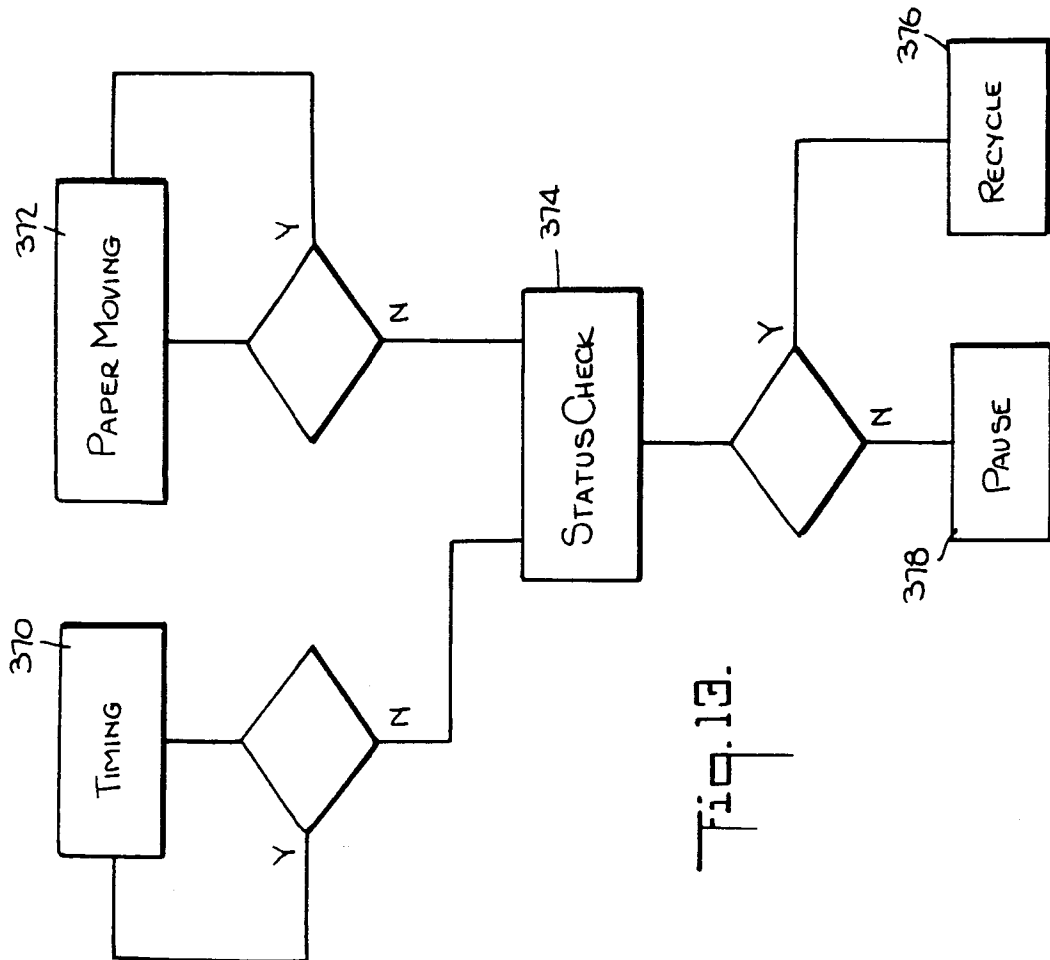 370
TIMING
Y
N
372
PAPER MOVING
Y
N
374
STATUS CHECK
Y
N
378
PAUSE
376
RECYCLE
Fig. 13.